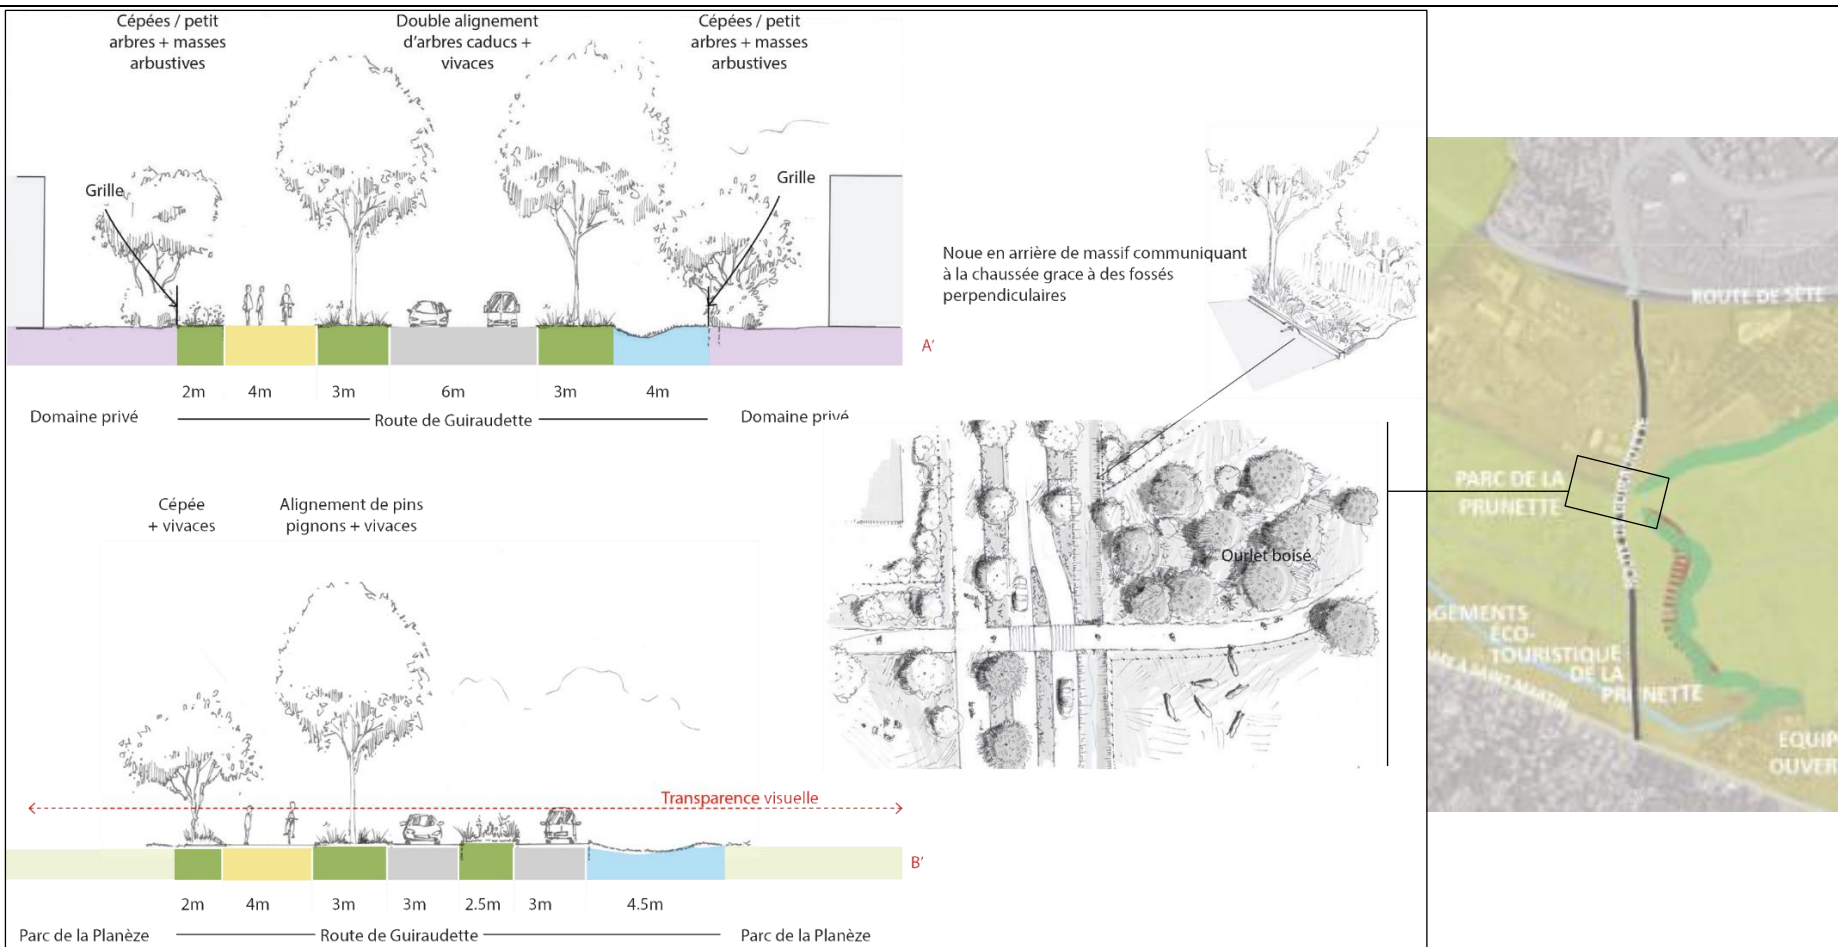 Cépées / petit
arbres + masses
arbustives
Double alignement
d'arbres caducs +
vivaces
Cépées / petit
arbres + masses
arbustives
Grille
Grille
A'
2m
4m
3m
6m
3m
4m
Domaine privé
Route de Guiraudette
Domaine privé
Noue en arrière de massif communiquant
à la chaussée grace à des fossés
perpendiculaires
Ourlet boisé
Cépée
+ vivaces
Alignement de pins
pignons + vivaces
Transparence visuelle
B'
2m
4m
3m
3m
2.5m
3m
4.5m
Parc de la Planèze
Route de Guiraudette
Parc de la Planèze
ROUTE DE SÈTE
PARC DE LA
PRUNETTE
GEMENTS
ÉCO-
TOURISTIQUE
DE LA
PRUNETTE
À SAINT MARTIN
EQUIP
OUVER